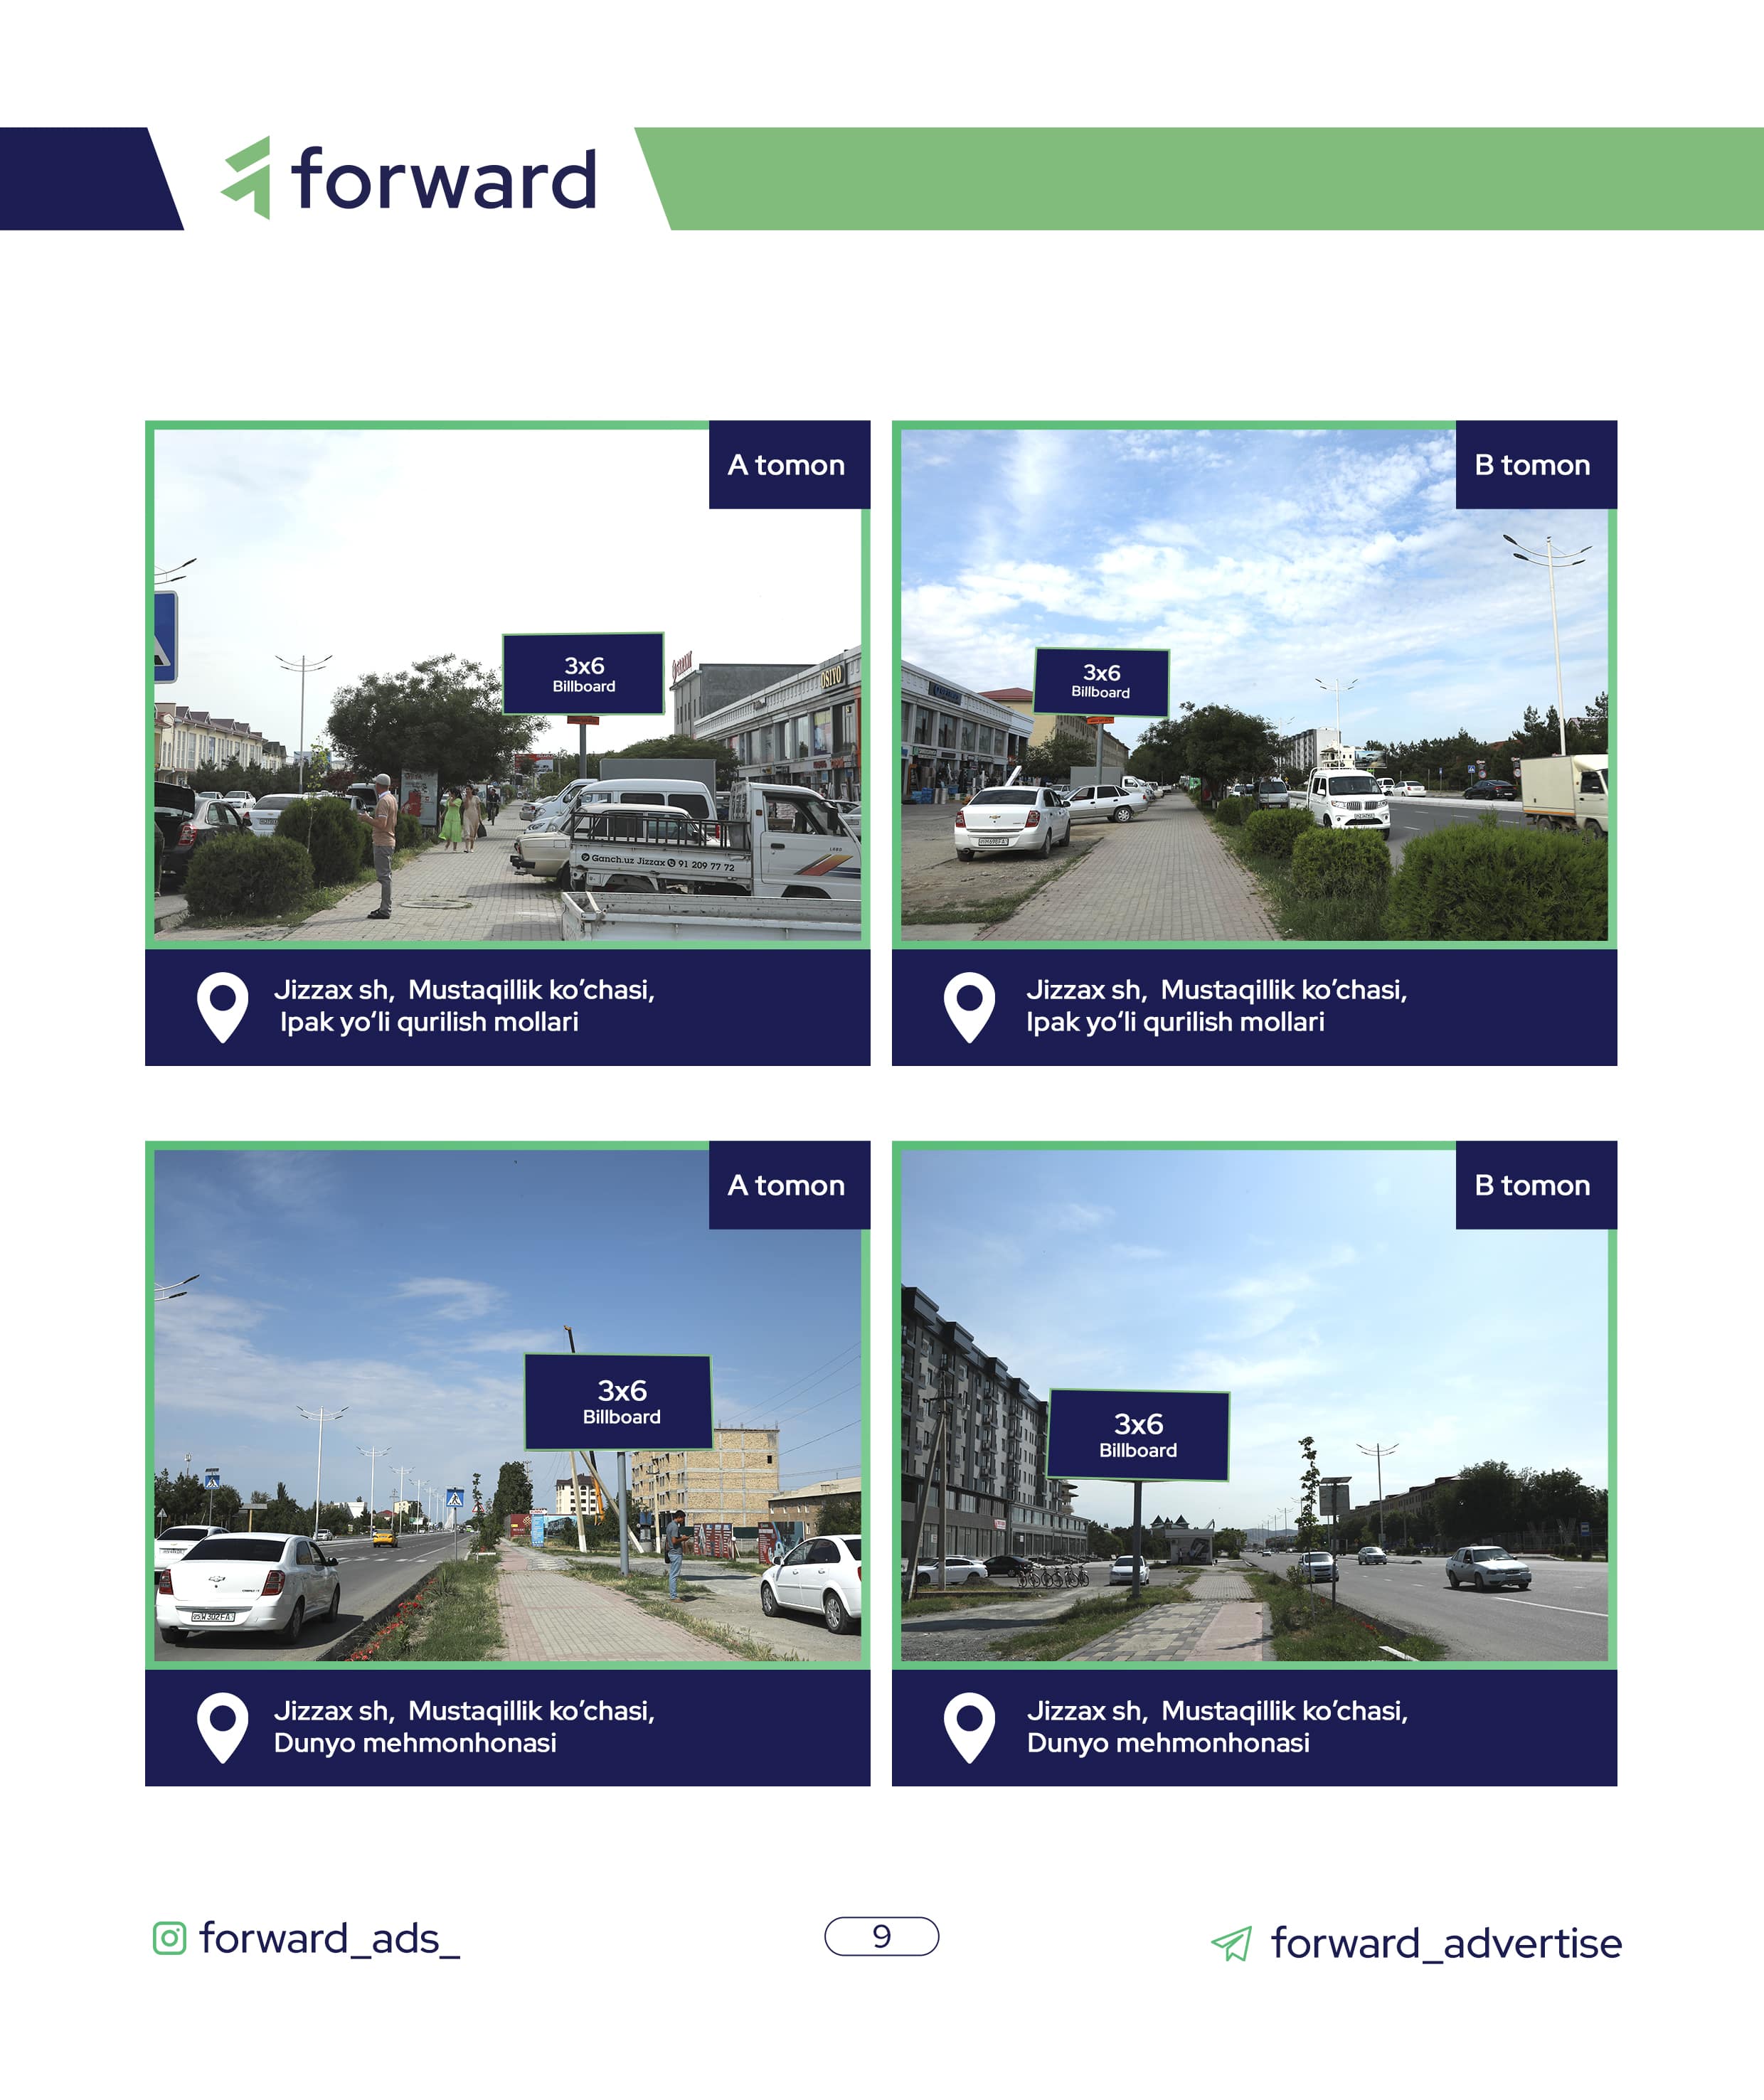 forward
A tomon
3x6
Billboard
OSIYO
Ganch.uz Jizzax 91 209 77 72
LABO
Jizzax sh, Mustaqillik ko’chasi,
Ipak yo‘li qurilish mollari
B tomon
3x6
Billboard
Jizzax sh, Mustaqillik ko’chasi,
Ipak yo‘li qurilish mollari
A tomon
3x6
Billboard
Jizzax sh, Mustaqillik ko’chasi,
Dunyo mehmonhonasi
B tomon
3x6
Billboard
Jizzax sh, Mustaqillik ko’chasi,
Dunyo mehmonhonasi
forward_ads_
9
forward_advertise